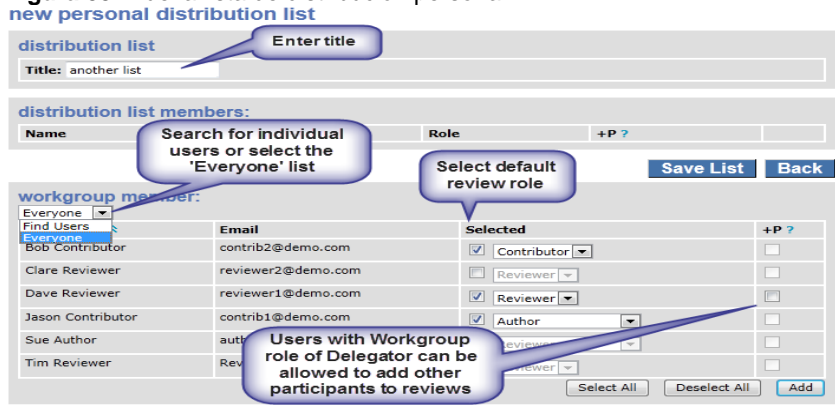 new personal distribution list
distribution list
Enter title
Title: another list
distribution list members:
Name Role +P ?
Search for individual
users or select the
'Everyone' list
Select default
review role
Save List Back
workgroup member:
Everyone
Find Users
Everyone
Email Selected +P ?
Bob Contributor contrib2@demo.com Contributor
Clare Reviewer reviewer2@demo.com Reviewer
Dave Reviewer reviewer1@demo.com Reviewer
Jason Contributor contrib1@demo.com Author
Sue Author
Tim Reviewer
Users with Workgroup
role of Delegator can be
allowed to add other
participants to reviews
Select All Deselect All Add